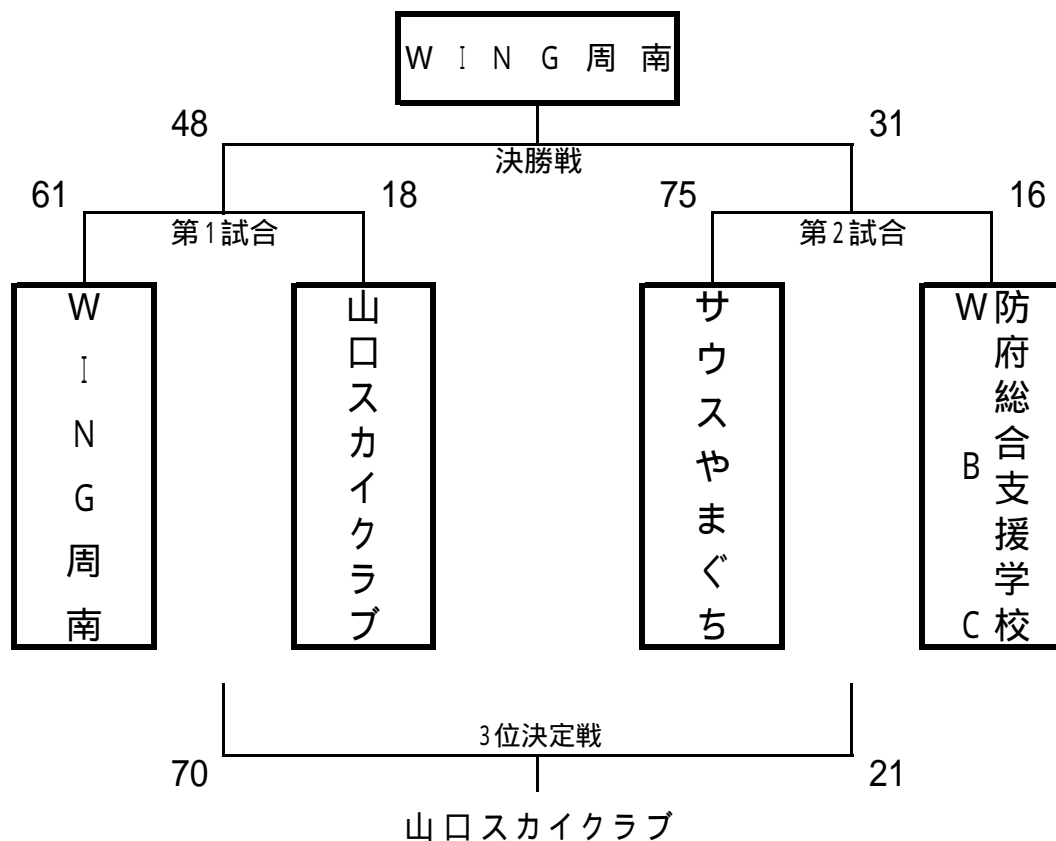 WING周南
48
31
決勝戦
61
18
75
16
第1試合
第2試合
WING周南
山口スカイクラブ
サウスやまぐち
防府総合支援学校
WBC
3位決定戦
70
21
山口スカイクラブ